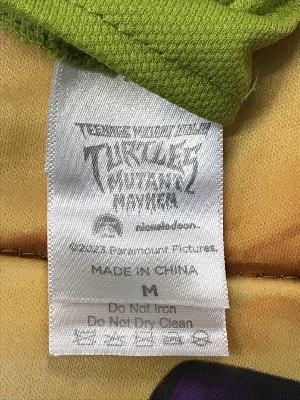 TEENAGE MUTANT NINJA
TURTLES
MUTANT
MAYHEM
nickelodeon
©2023 Paramount Pictures.
MADE IN CHINA
M
Do Not Iron
Do Not Dry Clean